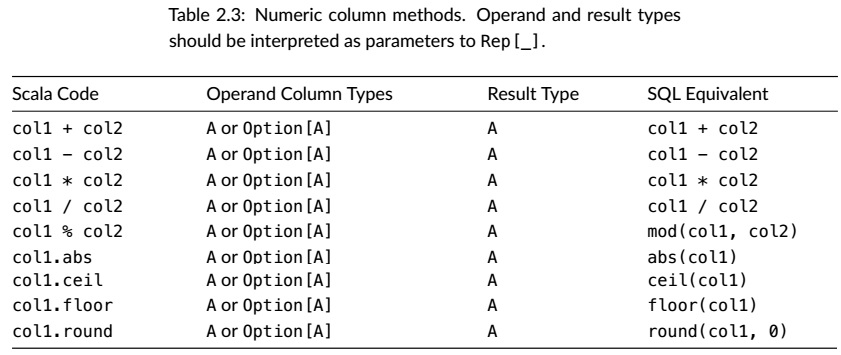 Table 2.3: Numeric column methods. Operand and result types
should be interpreted as parameters to Rep[_].
Scala Code Operand Column Types Result Type SQL Equivalent
col1 + col2 A or Option[A] A col1 + col2
col1 - col2 A or Option[A] A col1 - col2
col1 * col2 A or Option[A] A col1 * col2
col1 / col2 A or Option[A] A col1 / col2
col1 % col2 A or Option[A] A mod(col1, col2)
col1.abs A or Option[A] A abs(col1)
col1.ceil A or Option[A] A ceil(col1)
col1.floor A or Option[A] A floor(col1)
col1.round A or Option[A] A round(col1, 0)